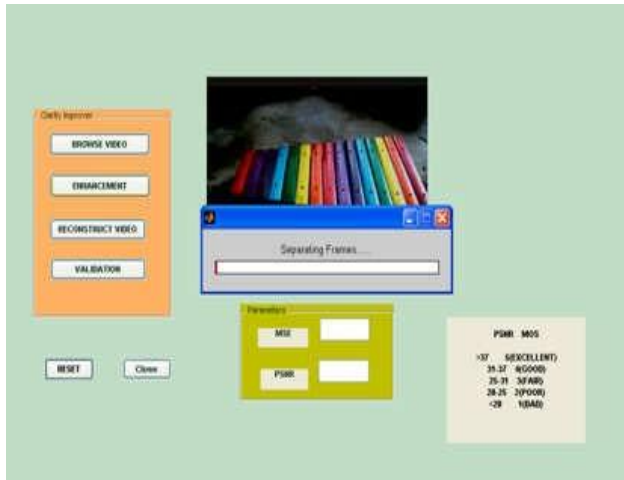 Clarity Improver
BROWSE VIDEO
ENHANCEMENT
RECONSTRUCT VIDEO
VALIDATION
RESET
Close
Separating Frames.....
Parameters
MSE
PSNR
PSNR MOS
>37 5(EXCELLENT)
31-37 4(GOOD)
25-31 3(FAIR)
20-25 2(POOR)
<20 1(BAD)